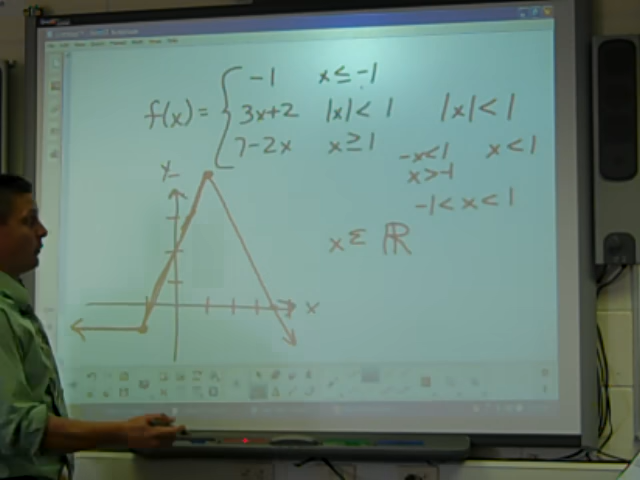 f(x) = { -1 x ≤ -1
3x+2 |x| < 1
7-2x x ≥ 1
|x| < 1
-x<1 x < 1
x>-1
-1< x < 1
x ε ℝ
y
x